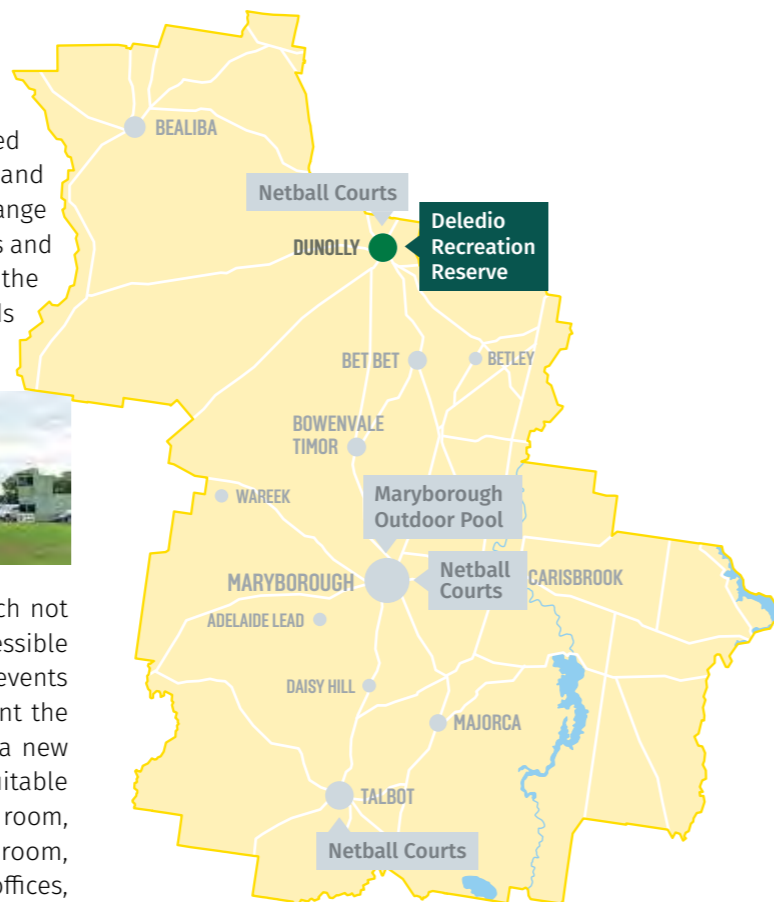 ed
and
ange
s and
the
ls
ch not
essible
events
nt the
a new
uitable
room,
room,
offices,
BEALIBA
Netball Courts
DUNOLLY
Deledio
Recreation
Reserve
BET BET
BETLEY
BOWENVALE
TIMOR
WAREEK
Maryborough
Outdoor Pool
MARYBOROUGH
Netball
Courts
CARISBROOK
ADELAIDE LEAD
DAISY HILL
MAJORCA
TALBOT
Netball Courts